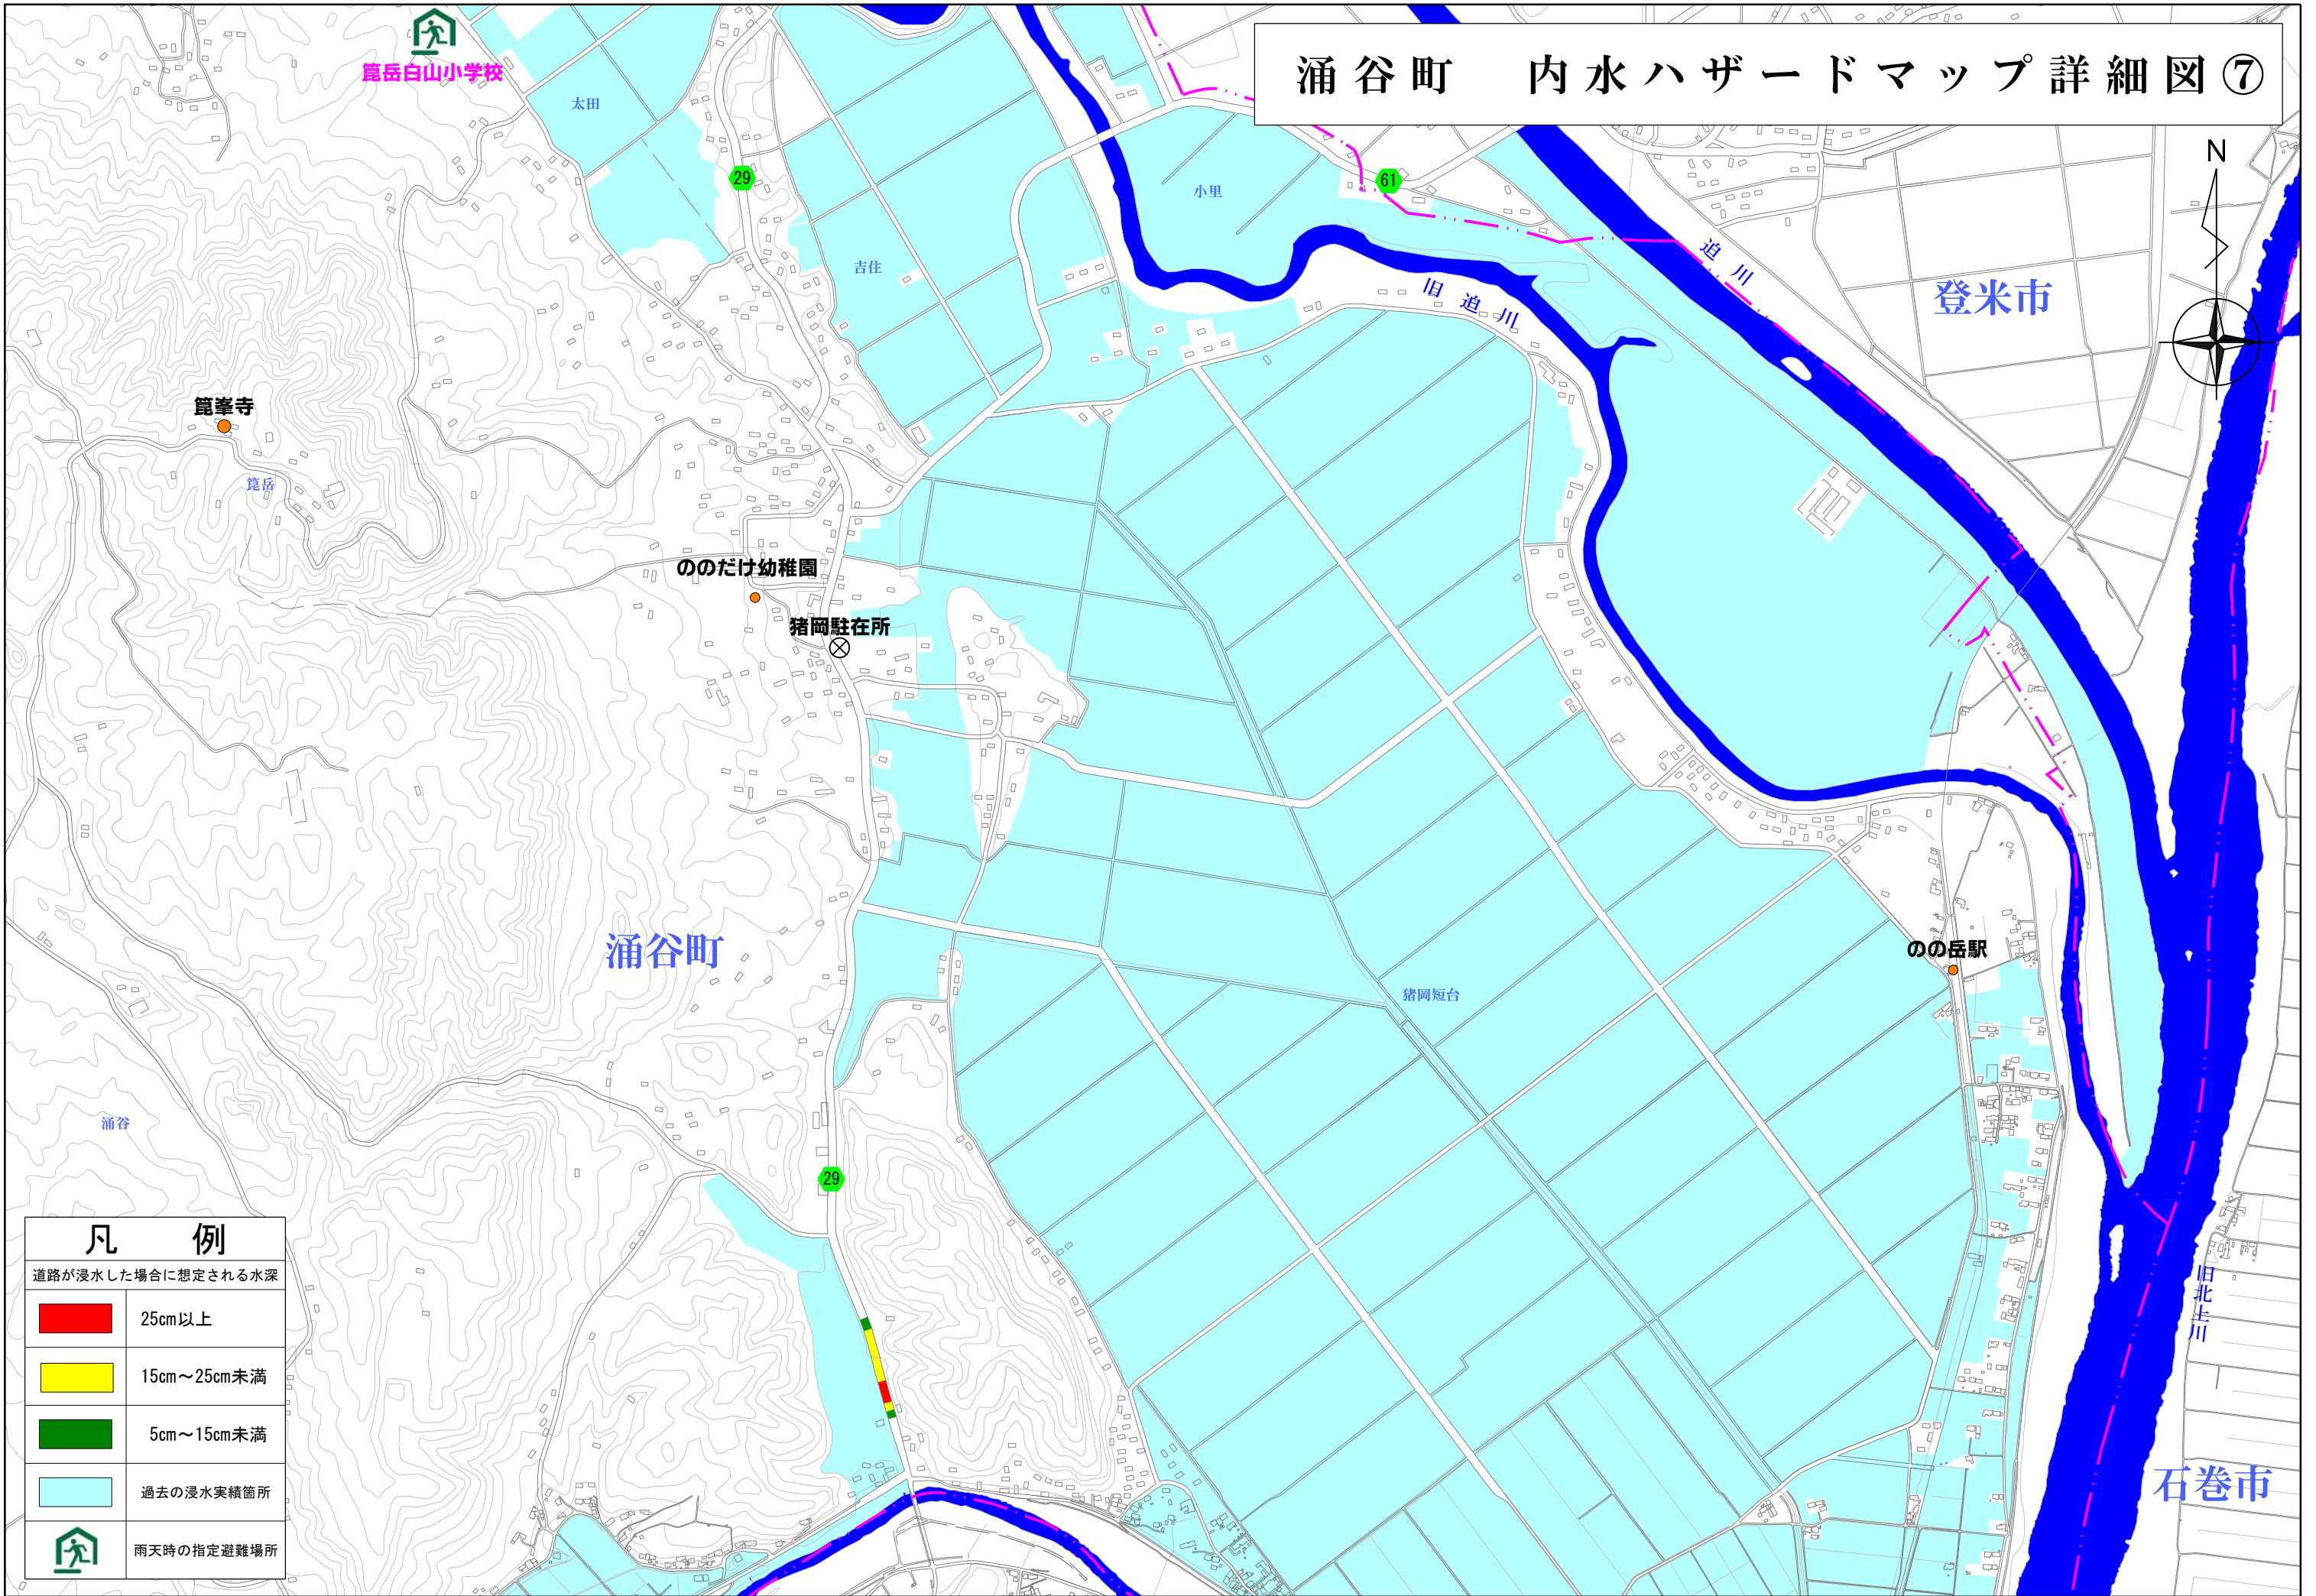 涌谷町　内水ハザードマップ詳細図⑦
箆岳白山小学校
太田
29
小里
61
N
吉住
旧迫川
迫川
登米市
箆峯寺
箆岳
ののだけ幼稚園
猪岡駐在所
涌谷町
のの岳駅
猪岡短台
涌谷
29
旧北上川
石巻市
凡例
道路が浸水した場合に想定される水深
25cm以上
15cm～25cm未満
5cm～15cm未満
過去の浸水実績箇所
雨天時の指定避難場所